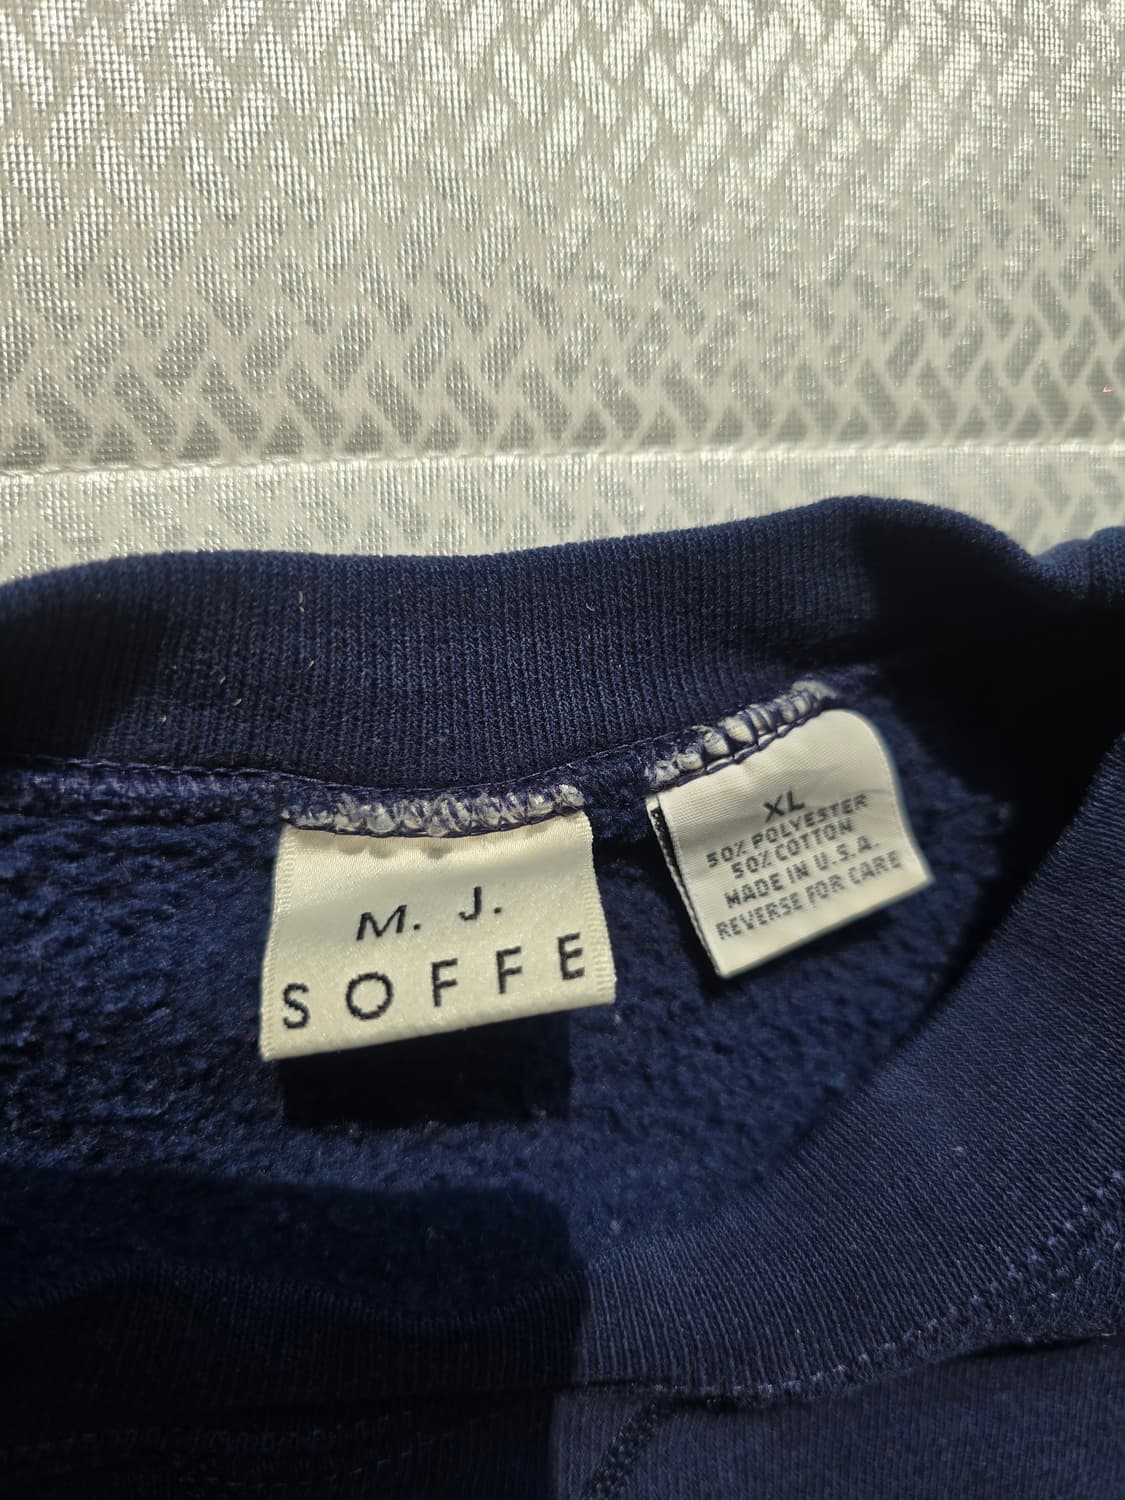 M. J.
SOFFE
XL
50% POLYESTER
50% COTTON
MADE IN U.S.A.
REVERSE FOR CARE